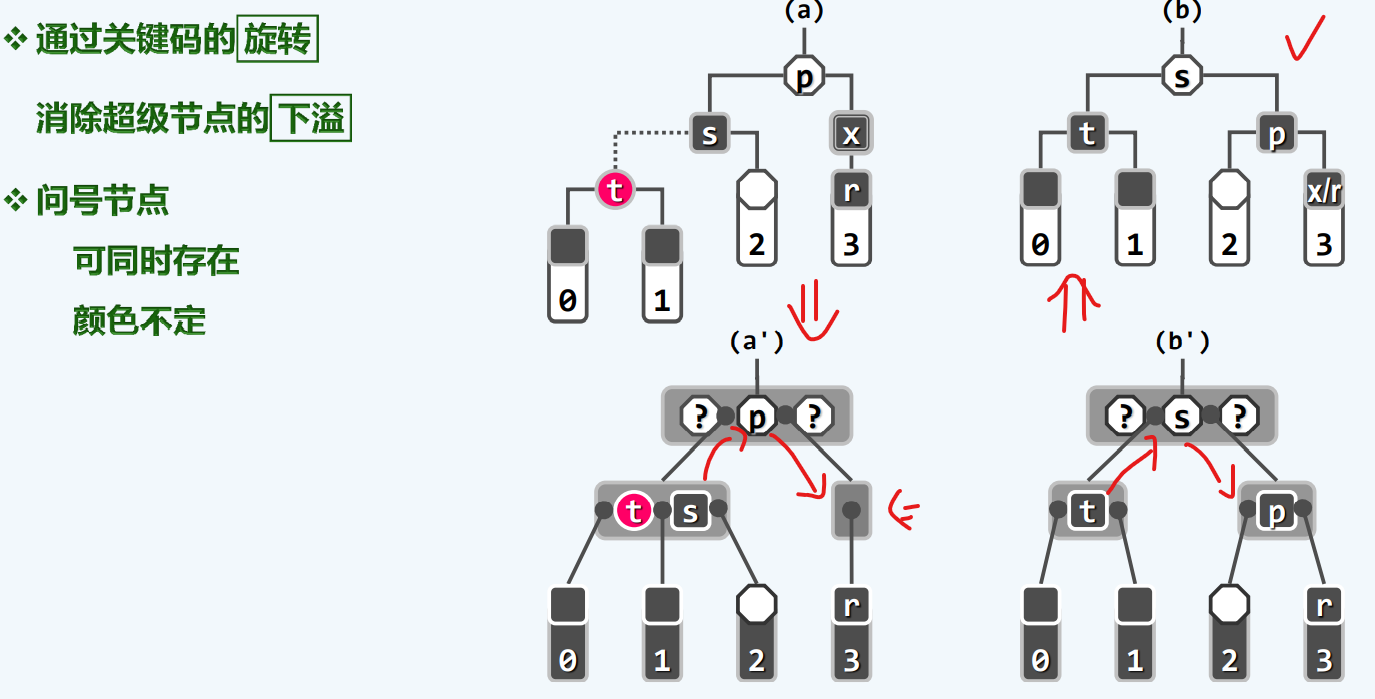 ❖ 通过关键码的旋转
消除超级节点的下溢
❖ 问号节点
可同时存在
颜色不定
(a)
p
s
x
t
r
2
3
0
1
(b)
s
t
p
x/r
0
1
2
3
(a')
? p ?
t s
r
0
1
2
3
(b')
? s ?
t
p
r
0
1
2
3